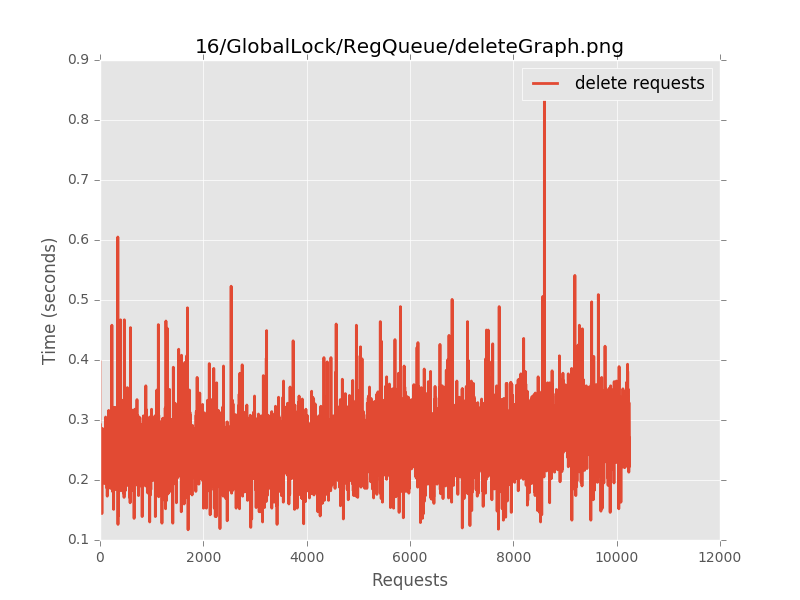 16/GlobalLock/RegQueue/deleteGraph.png
delete requests
Time (seconds)
0.9
0.8
0.7
0.6
0.5
0.4
0.3
0.2
0.1
0 2000 4000 6000 8000 10000 12000
Requests